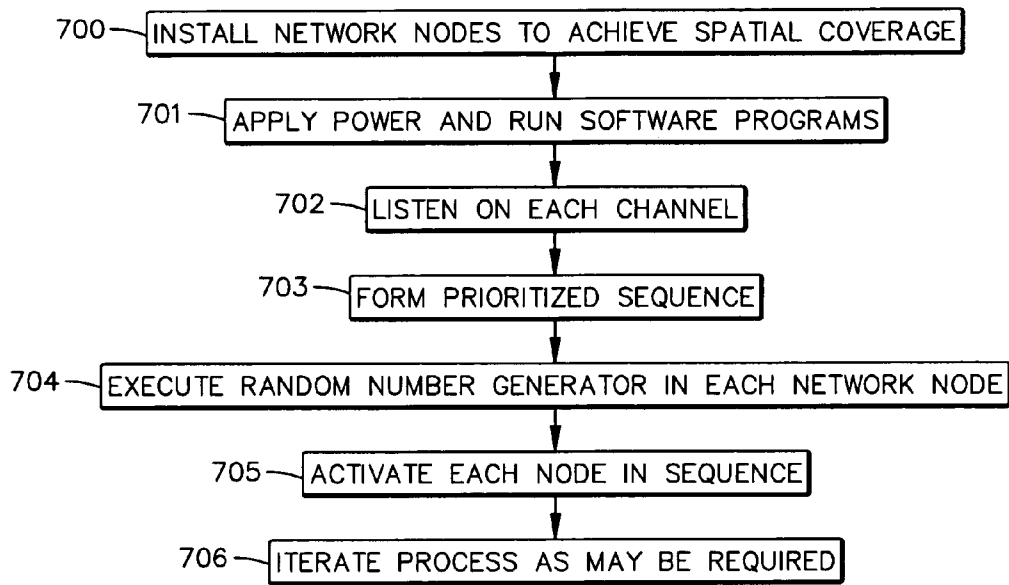 700 INSTALL NETWORK NODES TO ACHIEVE SPATIAL COVERAGE
701 APPLY POWER AND RUN SOFTWARE PROGRAMS
702 LISTEN ON EACH CHANNEL
703 FORM PRIORITIZED SEQUENCE
704 EXECUTE RANDOM NUMBER GENERATOR IN EACH NETWORK NODE
705 ACTIVATE EACH NODE IN SEQUENCE
706 ITERATE PROCESS AS MAY BE REQUIRED